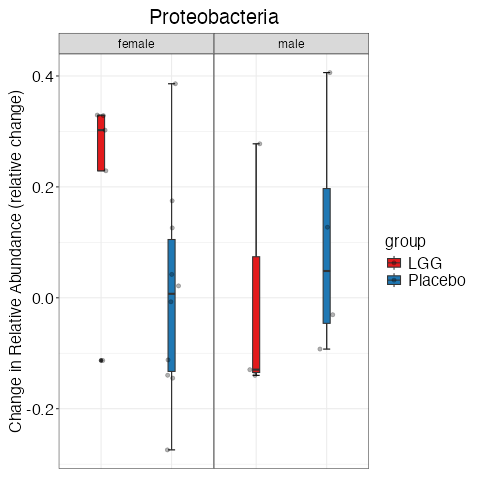 Proteobacteria
female
male
Change in Relative Abundance (relative change)
0.4
0.2
0.0
-0.2
group
LGG
Placebo